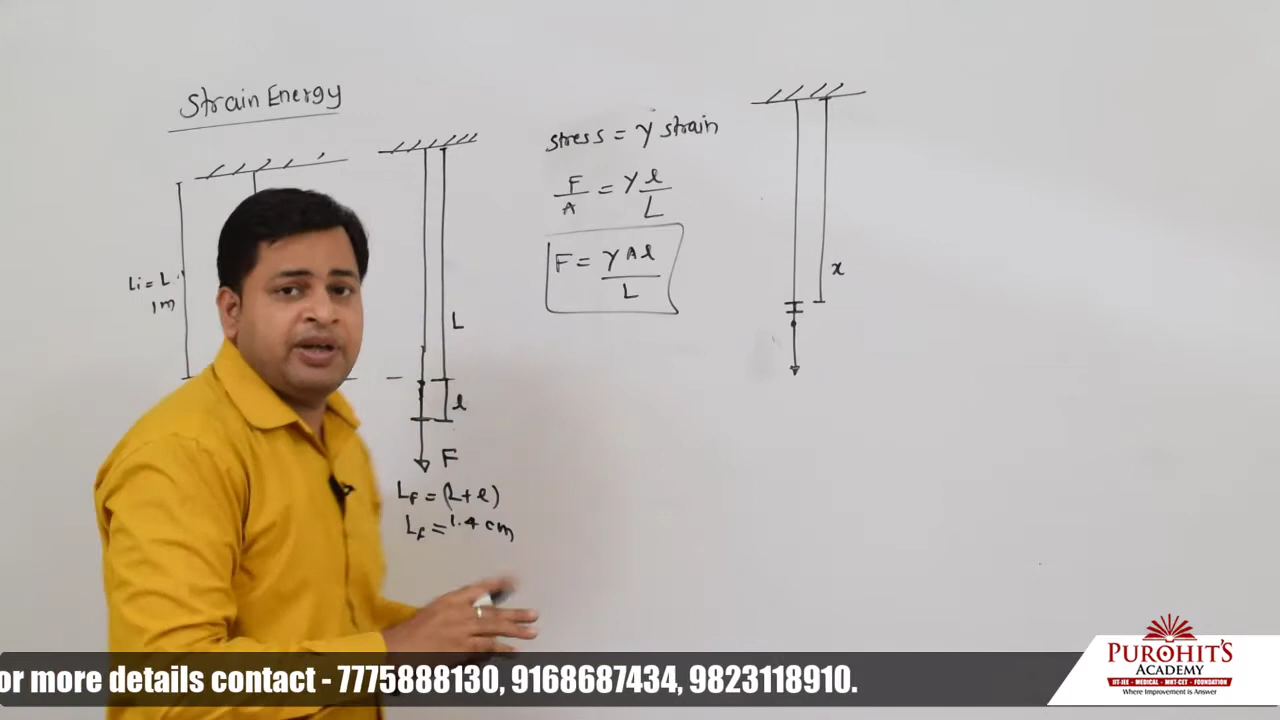 Strain Energy
Li = L
1m
L
l
F
LF = (L+l)
LF = 1.4 cm
stress = Y strain
F/A = Y l/L
F = YAl/L
x
or more details contact - 7775888130, 9168687434, 9823118910.
PUROHIT'S
ACADEMY
IIT-JEE - MEDICAL - MHT-CET - FOUNDATION
Where Improvement is Answer